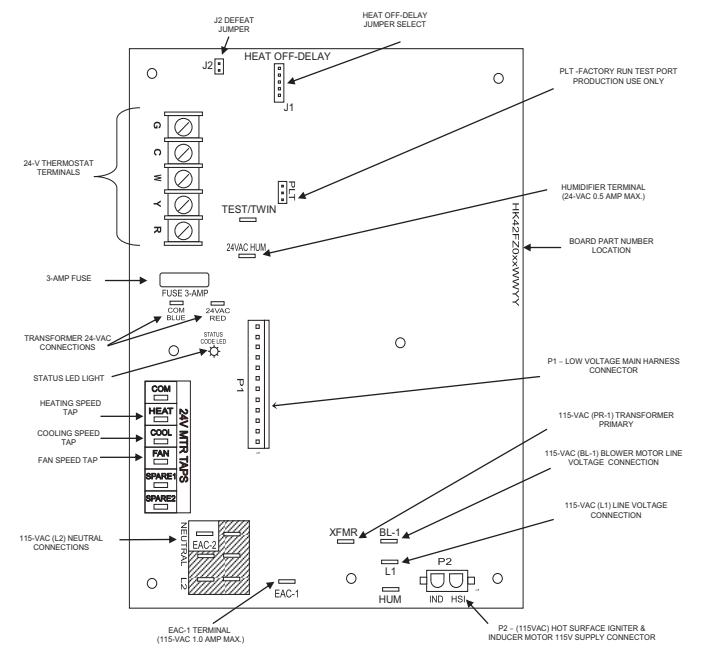 J2 DEFEAT
JUMPER
HEAT OFF-DELAY
JUMPER SELECT
J2
HEAT OFF-DELAY
J1
PLT -FACTORY RUN TEST PORT
PRODUCTION USE ONLY
24-V THERMOSTAT
TERMINALS
G
C
W
Y
R
PLT
TEST/TWIN
HUMIDIFIER TERMINAL
(24-VAC 0.5 AMP MAX.)
24VAC HUM
HK42FZ0xxWWYY
BOARD PART NUMBER
LOCATION
3-AMP FUSE
FUSE 3-AMP
COM
BLUE
24VAC
RED
TRANSFORMER 24-VAC
CONNECTIONS
STATUS
CODE LED
STATUS LED LIGHT
P1
P1 – LOW VOLTAGE MAIN HARNESS
CONNECTOR
HEATING SPEED
TAP
COOLING SPEED
TAP
FAN SPEED TAP
COM
HEAT
COOL
FAN
SPARE1
SPARE2
24V MTR TAPS
115-VAC (PR-1) TRANSFORMER
PRIMARY
115-VAC (BL-1) BLOWER MOTOR LINE
VOLTAGE CONNECTION
115-VAC (L1) LINE VOLTAGE
CONNECTION
115-VAC (L2) NEUTRAL
CONNECTIONS
NEUTRAL L2
EAC-2
XFMR
BL-1
L1
P2
EAC-1
HUM
IND HSI
EAC-1 TERMINAL
(115-VAC 1.0 AMP MAX.)
P2 – (115VAC) HOT SURFACE IGNITER &
INDUCER MOTOR 115V SUPPLY CONNECTOR